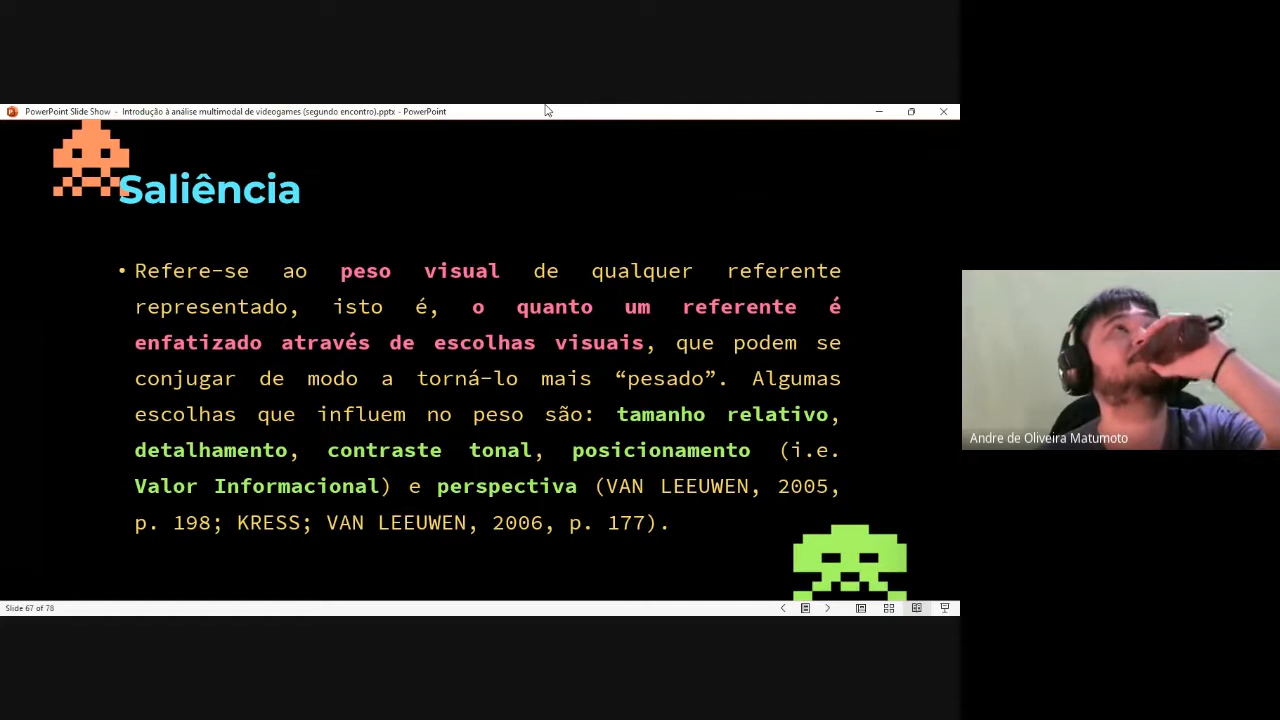 PowerPoint Slide Show - Introdução à análise multimodal de videogames (segundo encontro).pptx - PowerPoint
Saliência
• Refere-se ao peso visual de qualquer referente
representado, isto é, o quanto um referente é
enfatizado através de escolhas visuais, que podem se
conjugar de modo a torná-lo mais “pesado”. Algumas
escolhas que influem no peso são: tamanho relativo,
detalhamento, contraste tonal, posicionamento (i.e.
Valor Informacional) e perspectiva (VAN LEEUWEN, 2005,
p. 198; KRESS; VAN LEEUWEN, 2006, p. 177).
Andre de Oliveira Matumoto
Slide 67 of 78